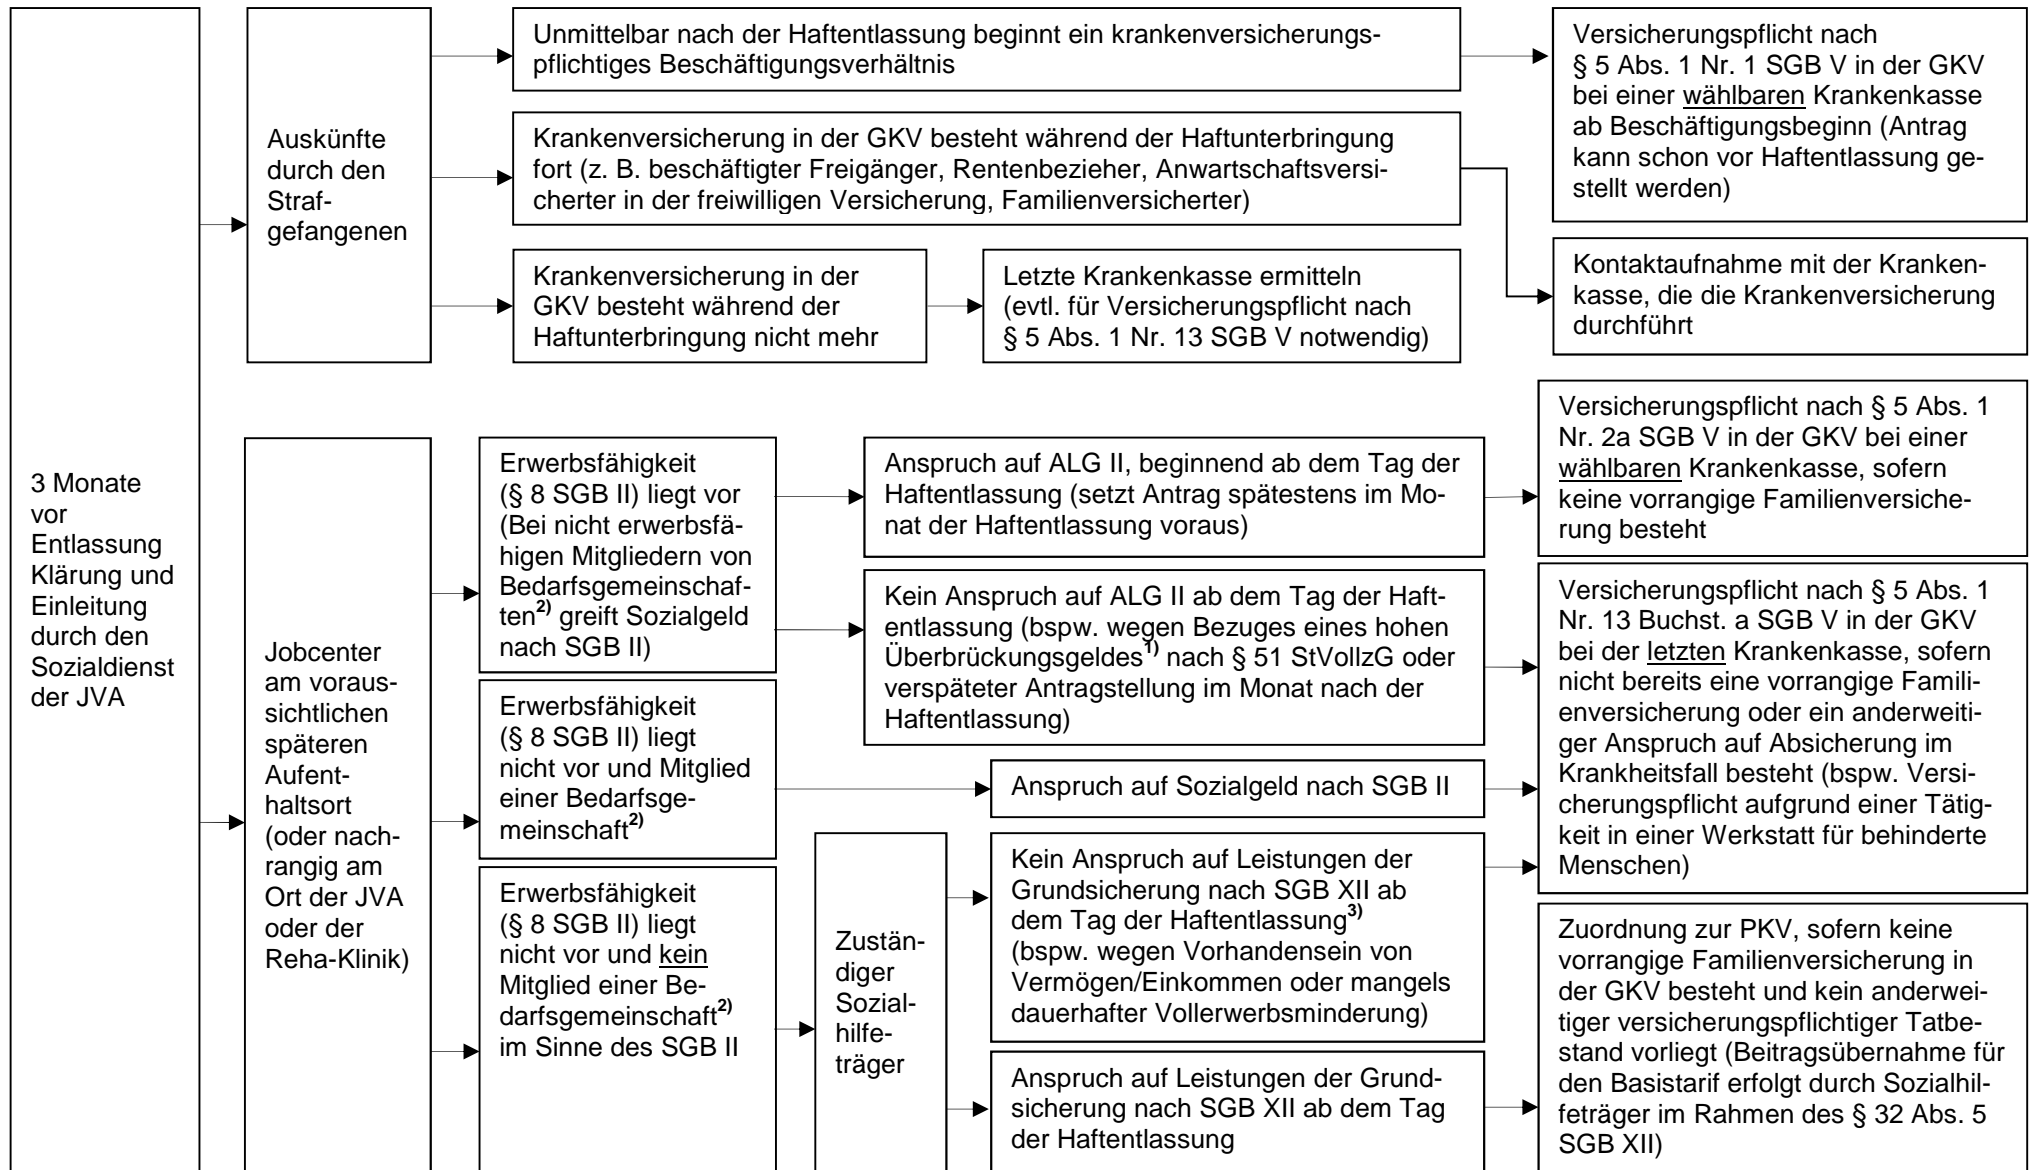 3 Monate
vor
Entlassung
Klärung und
Einleitung
durch den
Sozialdienst
der JVA
Auskünfte
durch den
Straf-
gefangenen
Unmittelbar nach der Haftentlassung beginnt ein krankenversicherungs-
pflichtiges Beschäftigungsverhältnis
Versicherungspflicht nach
§ 5 Abs. 1 Nr. 1 SGB V in der GKV
bei einer wählbaren Krankenkasse
ab Beschäftigungsbeginn (Antrag
kann schon vor Haftentlassung ge-
stellt werden)
Krankenversicherung in der GKV besteht während der Haftunterbringung
fort (z. B. beschäftigter Freigänger, Rentenbezieher, Anwartschaftsversi-
cherter in der freiwilligen Versicherung, Familienversicherter)
Kontaktaufnahme mit der Kranken-
kasse, die die Krankenversicherung
durchführt
Krankenversicherung in der
GKV besteht während der
Haftunterbringung nicht mehr
Letzte Krankenkasse ermitteln
(evtl. für Versicherungspflicht nach
§ 5 Abs. 1 Nr. 13 SGB V notwendig)
Jobcenter
am voraus-
sichtlichen
späteren
Aufent-
haltsort
(oder nach-
rangig am
Ort der JVA
oder der
Reha-Klinik)
Erwerbsfähigkeit
(§ 8 SGB II) liegt vor
(Bei nicht erwerbsfä-
higen Mitgliedern von
Bedarfsgemeinschaf-
ten2) greift Sozialgeld
nach SGB II)
Anspruch auf ALG II, beginnend ab dem Tag der
Haftentlassung (setzt Antrag spätestens im Mo-
nat der Haftentlassung voraus)
Versicherungspflicht nach § 5 Abs. 1
Nr. 2a SGB V in der GKV bei einer
wählbaren Krankenkasse, sofern
keine vorrangige Familienversiche-
rung besteht
Kein Anspruch auf ALG II ab dem Tag der Haft-
entlassung (bspw. wegen Bezuges eines hohen
Überbrückungsgeldes1) nach § 51 StVollzG oder
verspäteter Antragstellung im Monat nach der
Haftentlassung)
Versicherungspflicht nach § 5 Abs. 1
Nr. 13 Buchst. a SGB V in der GKV
bei der letzten Krankenkasse, sofern
nicht bereits eine vorrangige Famili-
enversicherung oder ein anderweiti-
ger Anspruch auf Absicherung im
Krankheitsfall besteht (bspw. Versi-
cherungspflicht aufgrund einer Tätig-
keit in einer Werkstatt für behinderte
Menschen)
Erwerbsfähigkeit
(§ 8 SGB II) liegt
nicht vor und Mitglied
einer Bedarfsge-
meinschaft2)
Anspruch auf Sozialgeld nach SGB II
Erwerbsfähigkeit
(§ 8 SGB II) liegt
nicht vor und kein
Mitglied einer Be-
darfsgemeinschaft2)
im Sinne des SGB II
Zustän-
diger
Sozial-
hilfe-
träger
Kein Anspruch auf Leistungen der
Grundsicherung nach SGB XII ab
dem Tag der Haftentlassung3)
(bspw. wegen Vorhandensein von
Vermögen/Einkommen oder mangels
dauerhafter Vollerwerbsminderung)
Anspruch auf Leistungen der Grund-
sicherung nach SGB XII ab dem Tag
der Haftentlassung
Zuordnung zur PKV, sofern keine
vorrangige Familienversicherung in
der GKV besteht und kein anderwei-
tiger versicherungspflichtiger Tatbe-
stand vorliegt (Beitragsübernahme für
den Basistarif erfolgt durch Sozialhil-
feträger im Rahmen des § 32 Abs. 5
SGB XII)